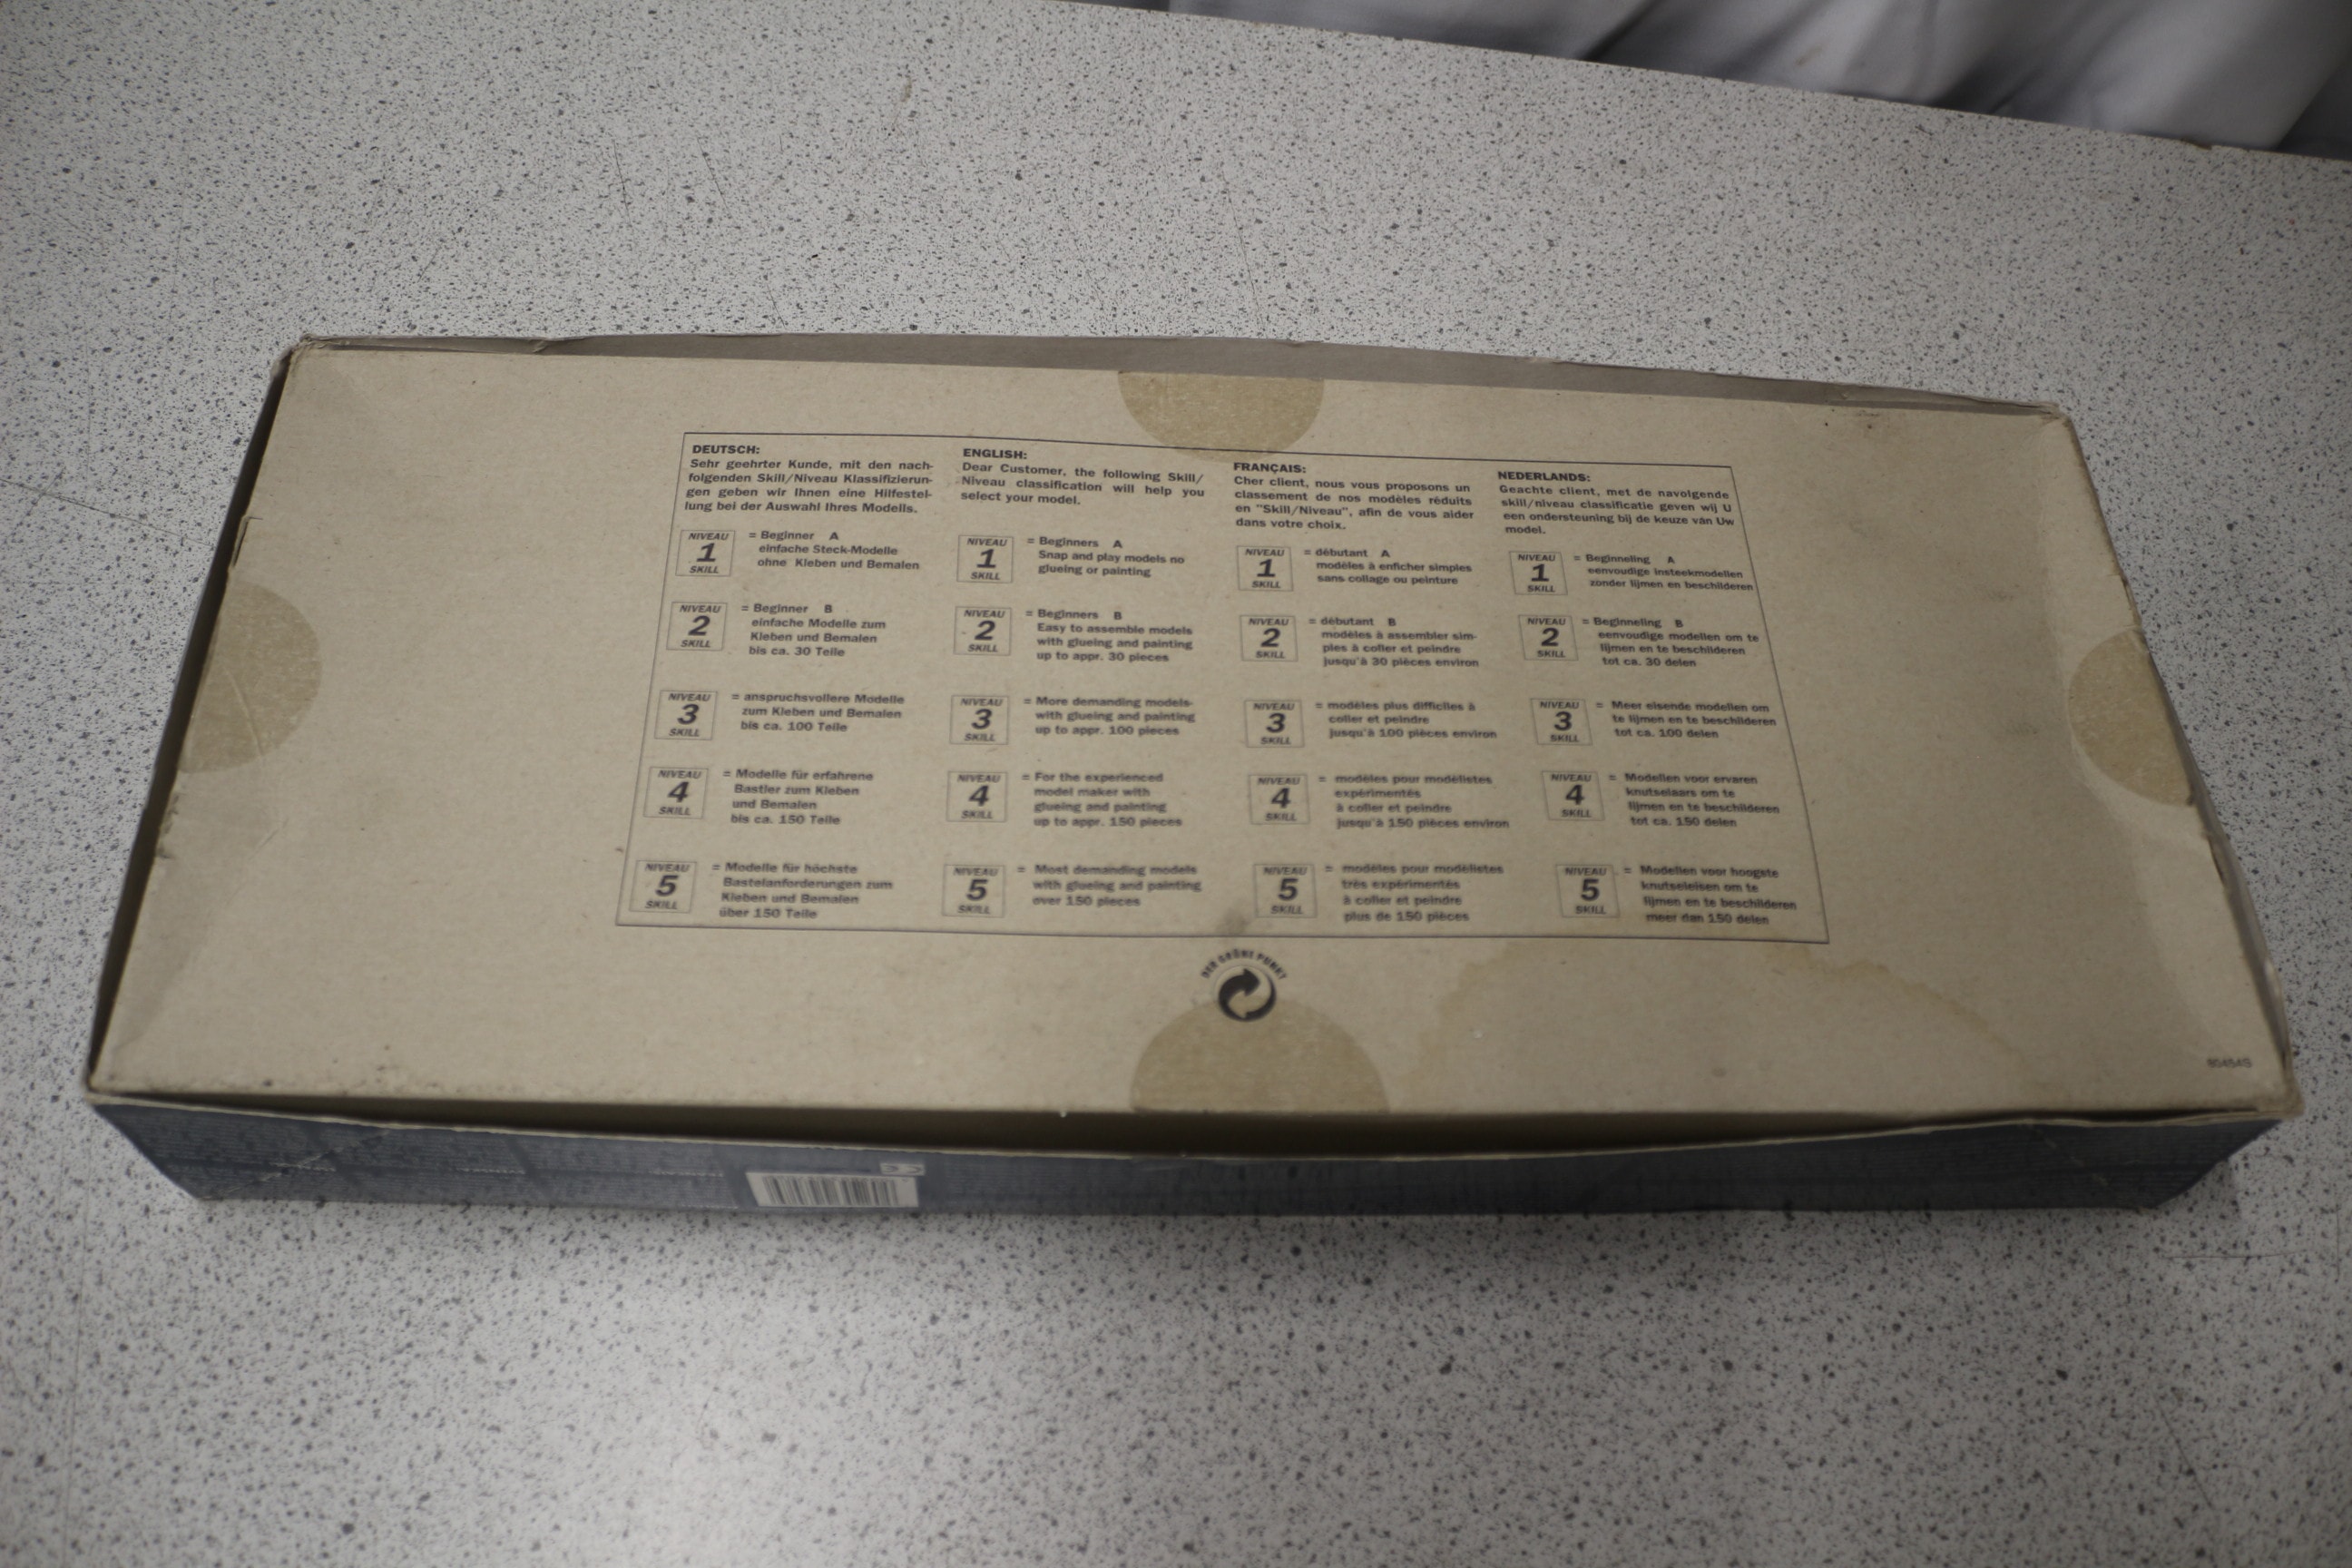 DEUTSCH:
Sehr geehrter Kunde, mit den nach-
folgenden Skill/Niveau Klassifizierun-
gen geben wir Ihnen eine Hilfestel-
lung bei der Auswahl Ihres Modells.
NIVEAU
1
SKILL
= Beginner A
einfache Steck-Modelle
ohne Kleben und Bemalen
NIVEAU
2
SKILL
= Beginner B
einfache Modelle zum
Kleben und Bemalen
bis ca. 30 Teile
NIVEAU
3
SKILL
= anspruchsvollere Modelle
zum Kleben und Bemalen
bis ca. 100 Teile
NIVEAU
4
SKILL
= Modelle für erfahrene
Bastler zum Kleben
und Bemalen
bis ca. 150 Teile
NIVEAU
5
SKILL
= Modelle für höchste
Bastelanforderungen zum
Kleben und Bemalen
über 150 Teile
ENGLISH:
Dear Customer, the following Skill/
Niveau classification will help you
select your model.
NIVEAU
1
SKILL
= Beginners A
Snap and play models no
glueing or painting
NIVEAU
2
SKILL
= Beginners B
Easy to assemble models
with glueing and painting
up to appr. 30 pieces
NIVEAU
3
SKILL
= More demanding models
with glueing and painting
up to appr. 100 pieces
NIVEAU
4
SKILL
= For the experienced
model maker with
glueing and painting
up to appr. 150 pieces
NIVEAU
5
SKILL
= Most demanding models
with glueing and painting
over 150 pieces
FRANÇAIS:
Cher client, nous vous proposons un
classement de nos modèles réduits
en "Skill/Niveau", afin de vous aider
dans votre choix.
NIVEAU
1
SKILL
= débutant A
modèles à enficher simples
sans collage ou peinture
NIVEAU
2
SKILL
= débutant B
modèles à assembler sim-
ples à coller et peindre
jusqu'à 30 pièces environ
NIVEAU
3
SKILL
= modèles plus difficiles à
coller et peindre
jusqu'à 100 pièces environ
NIVEAU
4
SKILL
= modèles pour modélistes
expérimentés
à coller et peindre
jusqu'à 150 pièces environ
NIVEAU
5
SKILL
= modèles pour modélistes
très expérimentés
à coller et peindre
plus de 150 pièces
NEDERLANDS:
Geachte client, met de navolgende
skill/niveau classificatie geven wij U
een ondersteuning bij de keuze van Uw
model.
NIVEAU
1
SKILL
= Beginneling A
eenvoudige insteekmodellen
zonder lijmen en beschilderen
NIVEAU
2
SKILL
= Beginneling B
eenvoudige modellen om te
lijmen en te beschilderen
tot ca. 30 delen
NIVEAU
3
SKILL
= Meer eisende modellen om
te lijmen en te beschilderen
tot ca. 100 delen
NIVEAU
4
SKILL
= Modellen voor ervaren
knutselaars om te
lijmen en te beschilderen
tot ca. 150 delen
NIVEAU
5
SKILL
= Modellen voor hoogste
knutseleisen om te
lijmen en te beschilderen
meer dan 150 delen
DER GRÜNE PUNKT
CE